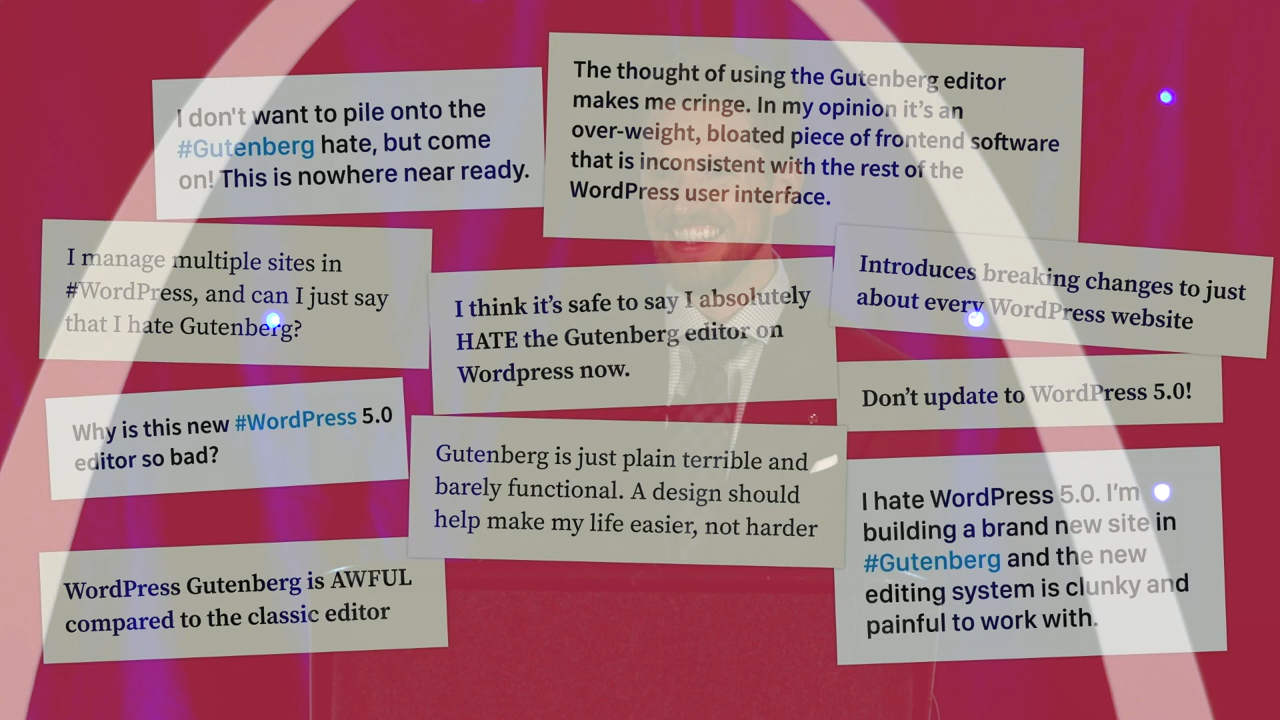 I don't want to pile onto the
#Gutenberg hate, but come
on! This is nowhere near ready.
The thought of using the Gutenberg editor
makes me cringe. In my opinion it’s an
over-weight, bloated piece of frontend software
that is inconsistent with the rest of the
WordPress user interface.
I manage multiple sites in
#WordPress, and can I just say
that I hate Gutenberg?
I think it’s safe to say I absolutely
HATE the Gutenberg editor on
Wordpress now.
Introduces breaking changes to just
about every WordPress website
Why is this new #WordPress 5.0
editor so bad?
Don’t update to WordPress 5.0!
Gutenberg is just plain terrible and
barely functional. A design should
help make my life easier, not harder
I hate WordPress 5.0. I’m
building a brand new site in
#Gutenberg and the new
editing system is clunky and
painful to work with.
WordPress Gutenberg is AWFUL
compared to the classic editor